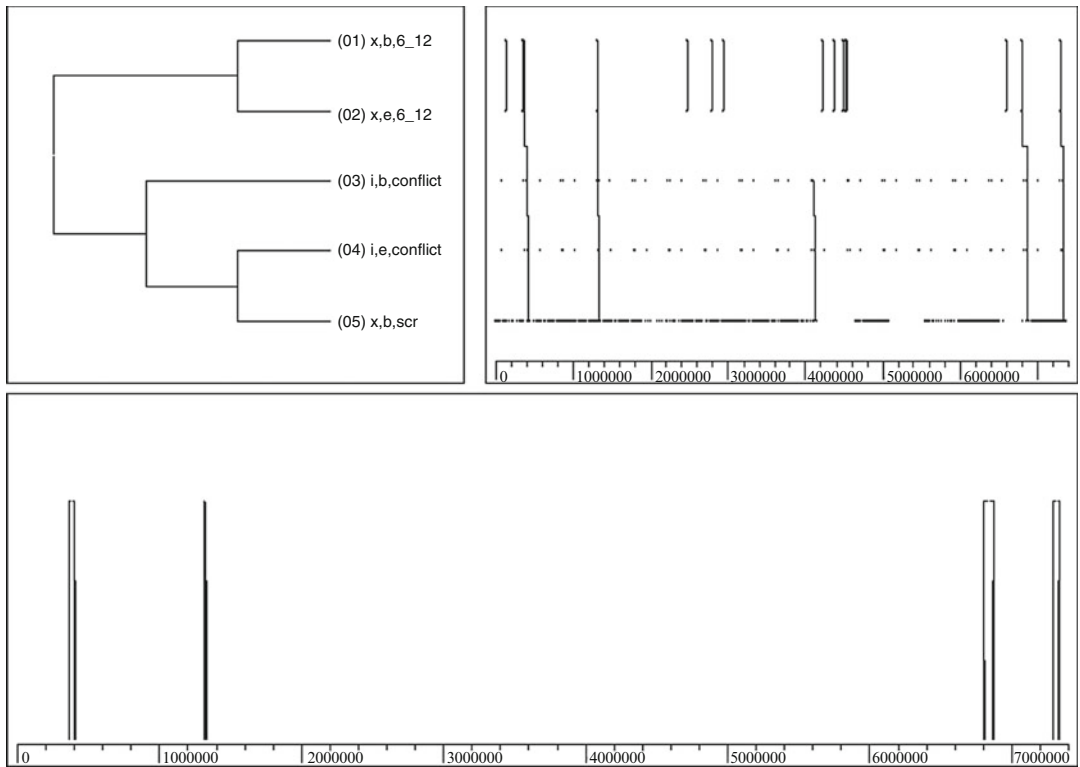 (01) x,b,6_12
(02) x,e,6_12
(03) i,b,conflict
(04) i,e,conflict
(05) x,b,scr
0 1000000 2000000 3000000 4000000 5000000 6000000
0 1000000 2000000 3000000 4000000 5000000 6000000 7000000